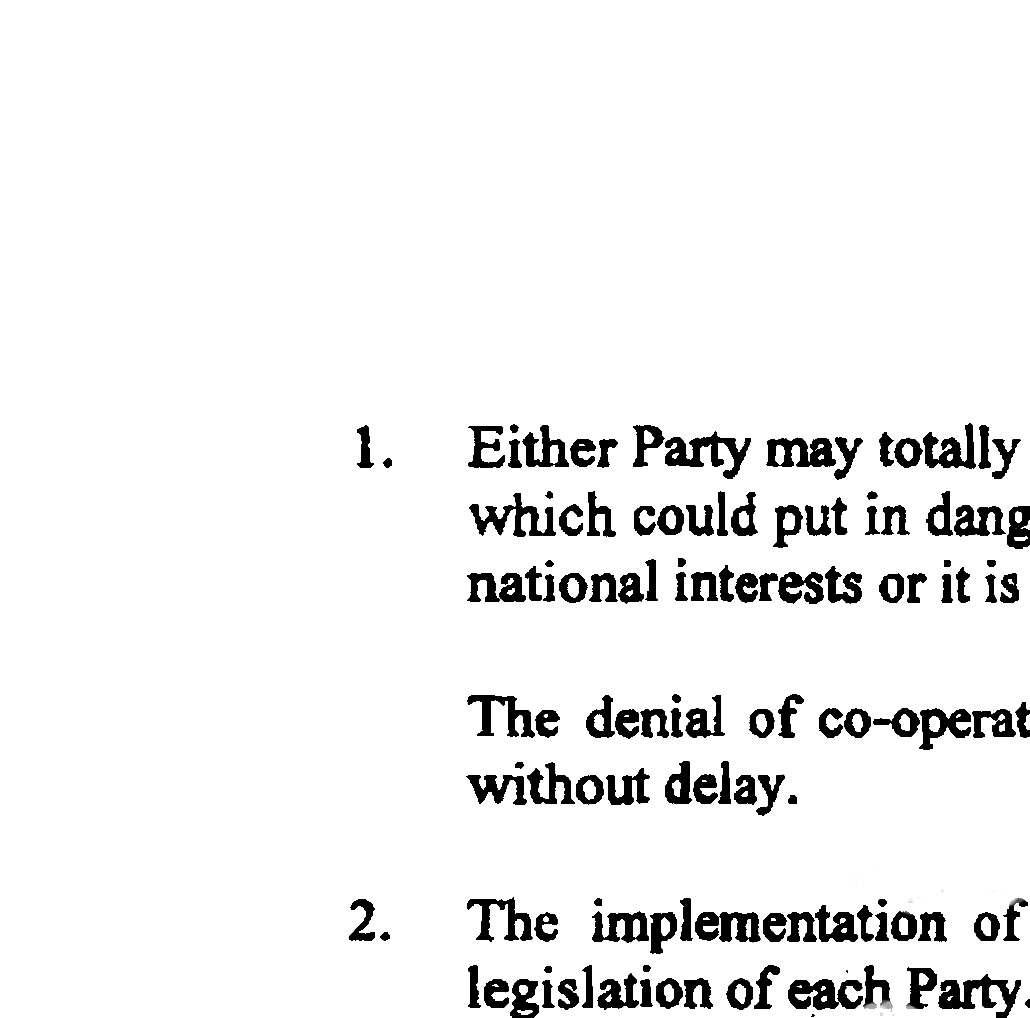 1. Either Party may totally
which could put in dang
national interests or it is
The denial of co-operat
without delay.
2. The implementation of
legislation of each Party.